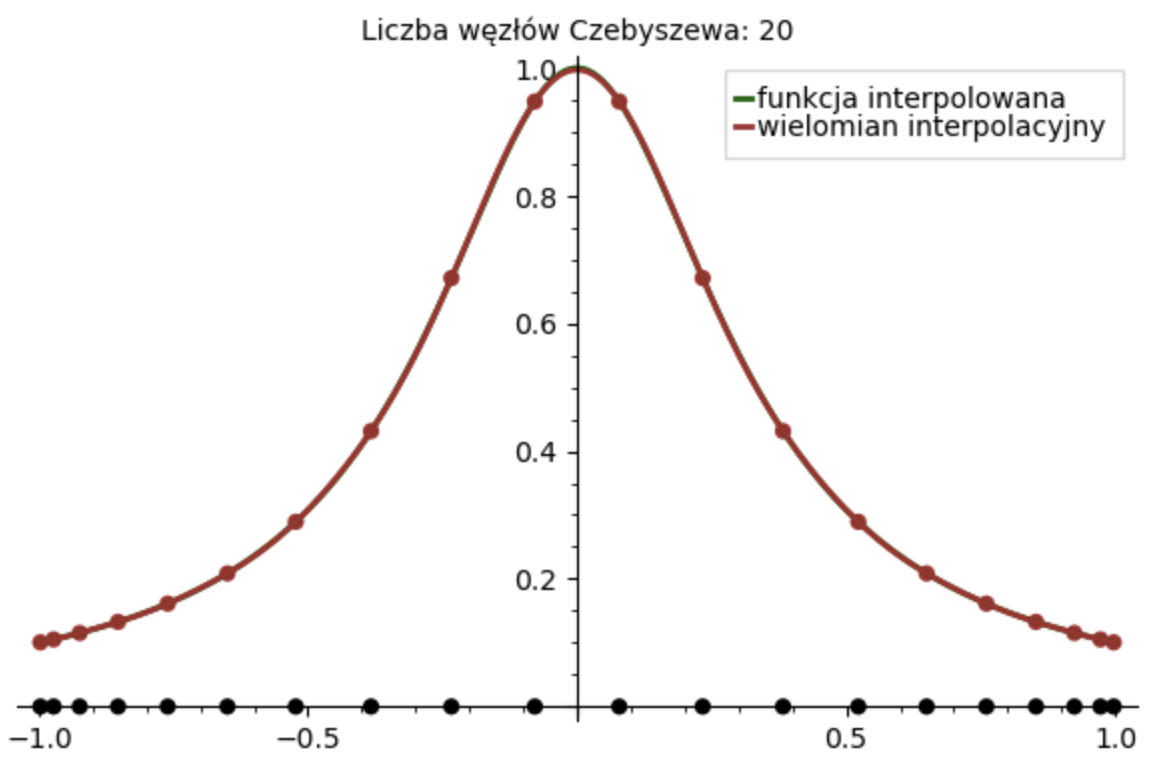 Liczba węzłów Czebyszewa: 20
funkcja interpolowana
wielomian interpolacyjny
1.0
0.8
0.6
0.4
0.2
−1.0 −0.5 0.5 1.0